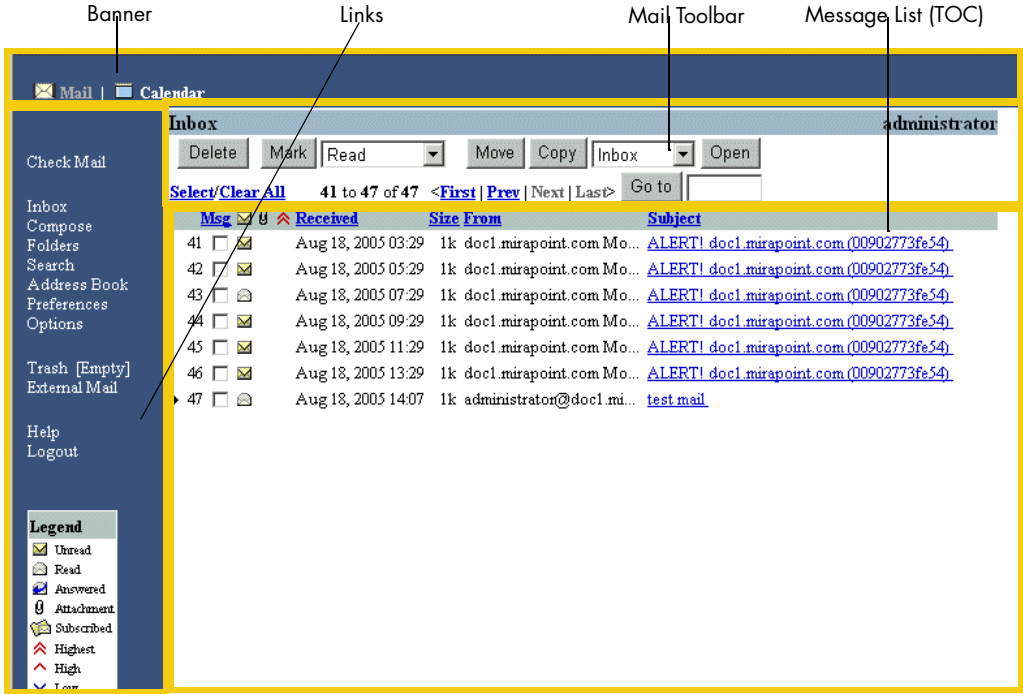 Banner Links Mail Toolbar Message List (TOC)
Mail | Calendar
Inbox administrator
Check Mail
Delete Mark Read Move Copy Inbox Open
Select/Clear All 41 to 47 of 47 <First | Prev | Next | Last> Go to
Inbox
Compose
Folders
Search
Address Book
Preferences
Options
Trash [Empty]
External Mail
Help
Logout
Msg Received Size From Subject
41 Aug 18, 2005 03:29 1k doc1.mirapoint.com Mo... ALERT! doc1.mirapoint.com (00902773fe54)
42 Aug 18, 2005 05:29 1k doc1.mirapoint.com Mo... ALERT! doc1.mirapoint.com (00902773fe54)
43 Aug 18, 2005 07:29 1k doc1.mirapoint.com Mo... ALERT! doc1.mirapoint.com (00902773fe54)
44 Aug 18, 2005 09:29 1k doc1.mirapoint.com Mo... ALERT! doc1.mirapoint.com (00902773fe54)
45 Aug 18, 2005 11:29 1k doc1.mirapoint.com Mo... ALERT! doc1.mirapoint.com (00902773fe54)
46 Aug 18, 2005 13:29 1k doc1.mirapoint.com Mo... ALERT! doc1.mirapoint.com (00902773fe54)
47 Aug 18, 2005 14:07 1k administrator@doc1.mi... test mail
Legend
Unread
Read
Answered
Attachment
Subscribed
Highest
High
Low